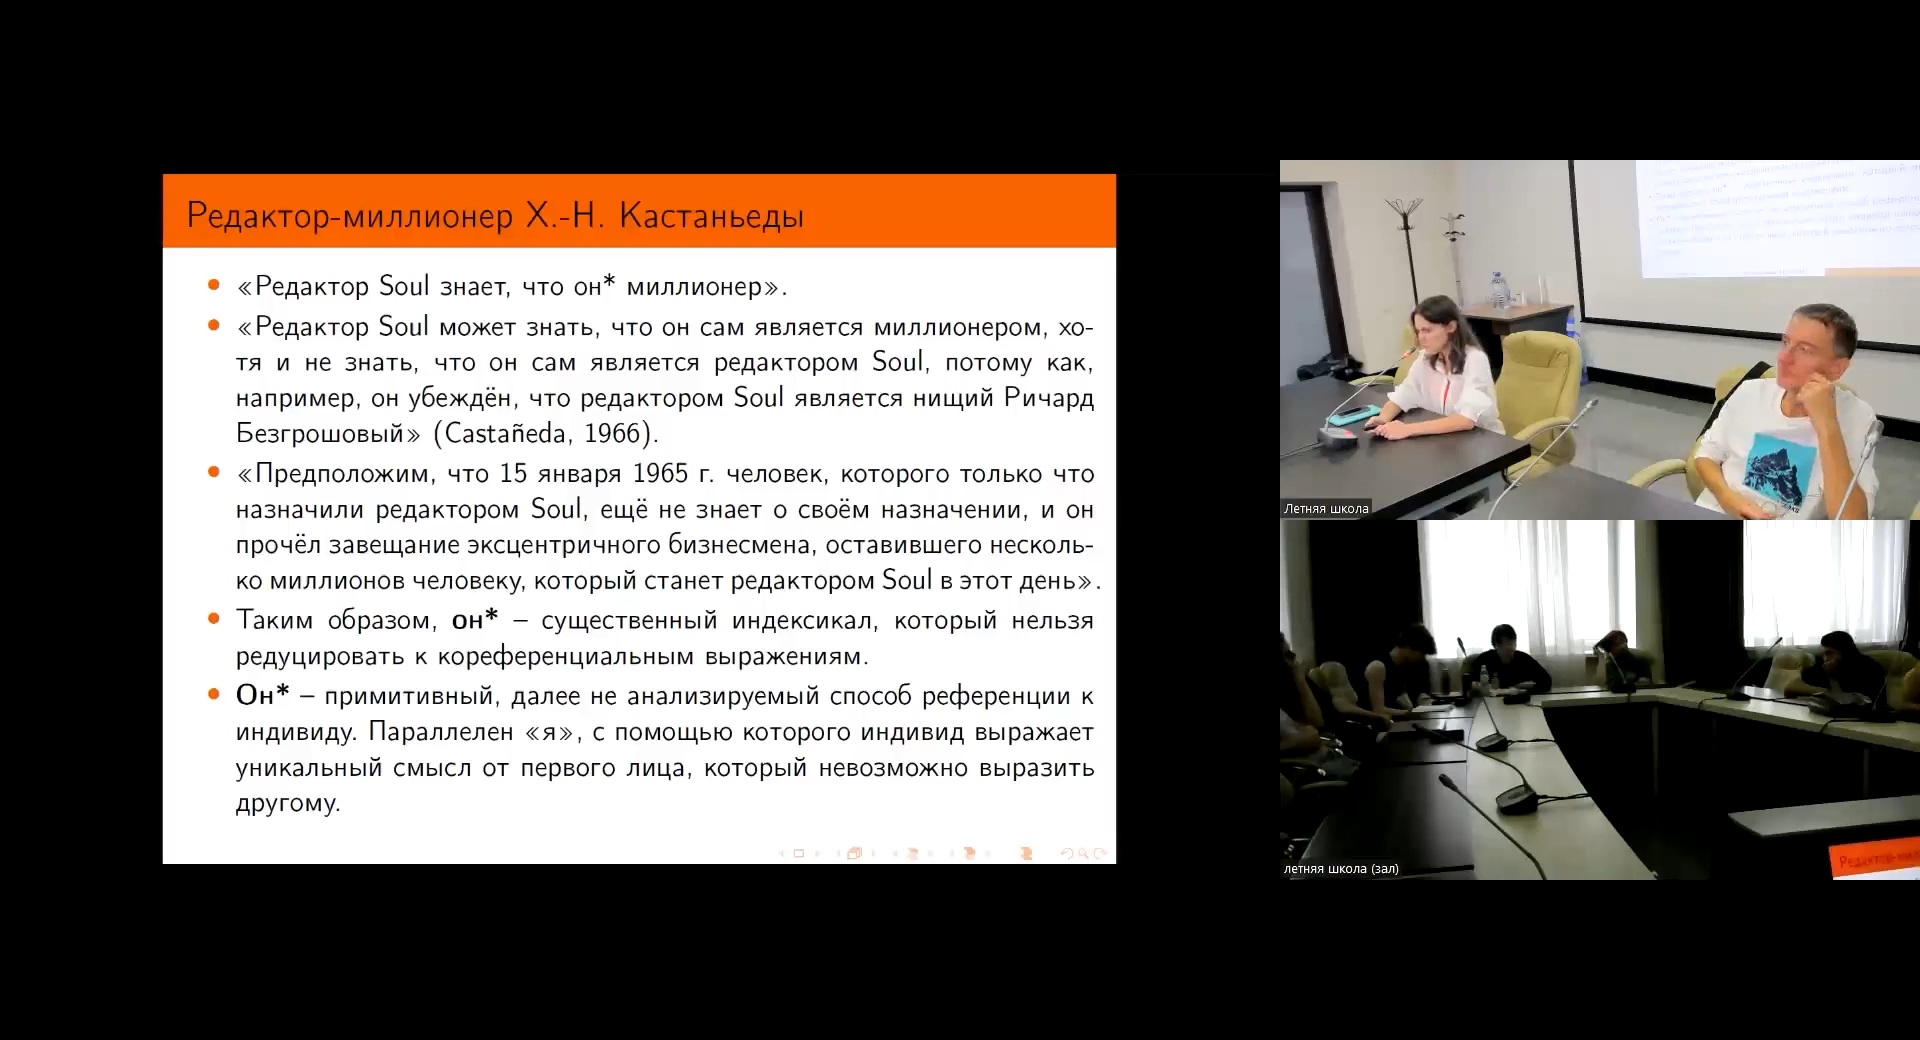 Редактор-миллионер Х.-Н. Кастаньеды
«Редактор Soul знает, что он* миллионер».
«Редактор Soul может знать, что он сам является миллионером, хо-
тя и не знать, что он сам является редактором Soul, потому как,
например, он убеждён, что редактором Soul является нищий Ричард
Безгрошовый» (Castañeda, 1966).
«Предположим, что 15 января 1965 г. человек, которого только что
назначили редактором Soul, ещё не знает о своём назначении, и он
прочёл завещание эксцентричного бизнесмена, оставившего несколь-
ко миллионов человеку, который станет редактором Soul в этот день».
Таким образом, он* – существенный индексикал, который нельзя
редуцировать к кореференциальным выражениям.
Он* – примитивный, далее не анализируемый способ референции к
индивиду. Параллелен «я», с помощью которого индивид выражает
уникальный смысл от первого лица, который невозможно выразить
другому.
Летняя школа
летняя школа (зал)